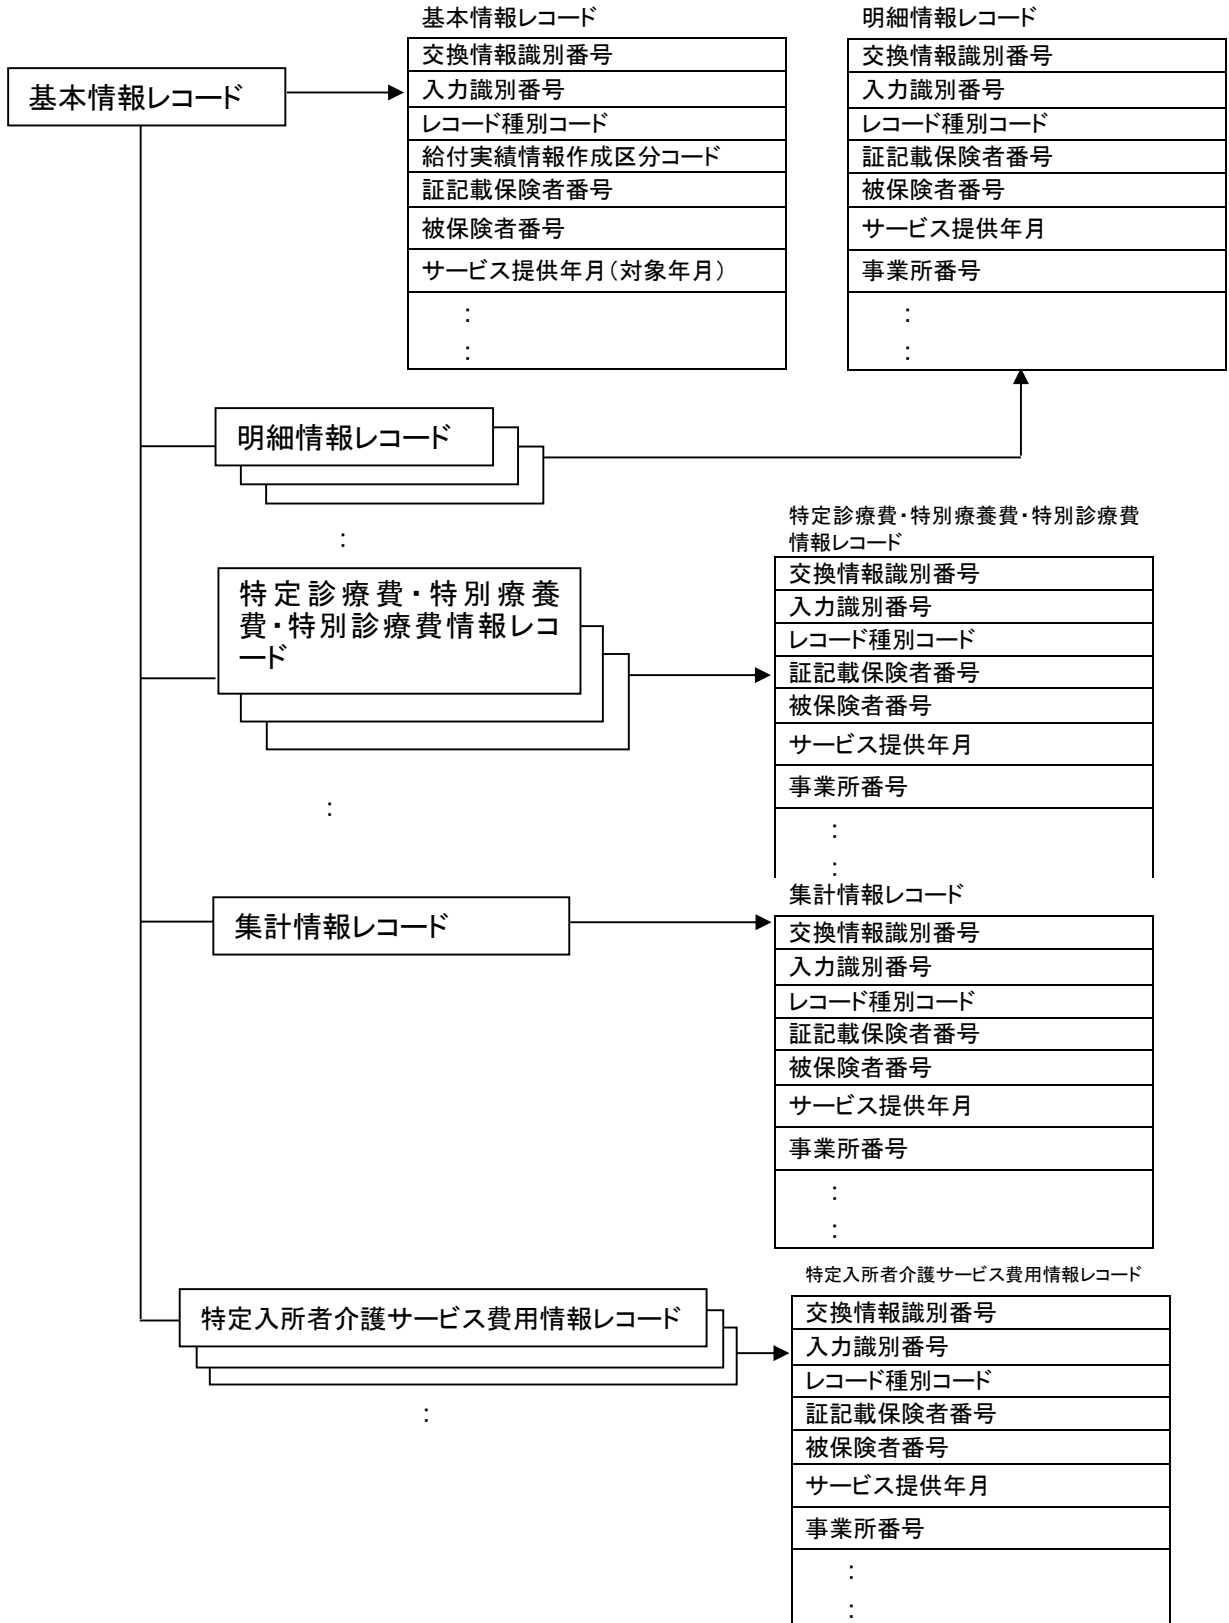 基本情報レコード
基本情報レコード
交換情報識別番号
入力識別番号
レコード種別コード
給付実績情報作成区分コード
証記載保険者番号
被保険者番号
サービス提供年月(対象年月)
:
:
明細情報レコード
交換情報識別番号
入力識別番号
レコード種別コード
証記載保険者番号
被保険者番号
サービス提供年月
事業所番号
:
:
明細情報レコード
:
特定診療費・特別療養
費・特別診療費情報レコ
ード
:
特定診療費・特別療養費・特別診療費
情報レコード
交換情報識別番号
入力識別番号
レコード種別コード
証記載保険者番号
被保険者番号
サービス提供年月
事業所番号
:
:
集計情報レコード
集計情報レコード
交換情報識別番号
入力識別番号
レコード種別コード
証記載保険者番号
被保険者番号
サービス提供年月
事業所番号
:
:
特定入所者介護サービス費用情報レコード
:
特定入所者介護サービス費用情報レコード
交換情報識別番号
入力識別番号
レコード種別コード
証記載保険者番号
被保険者番号
サービス提供年月
事業所番号
:
: